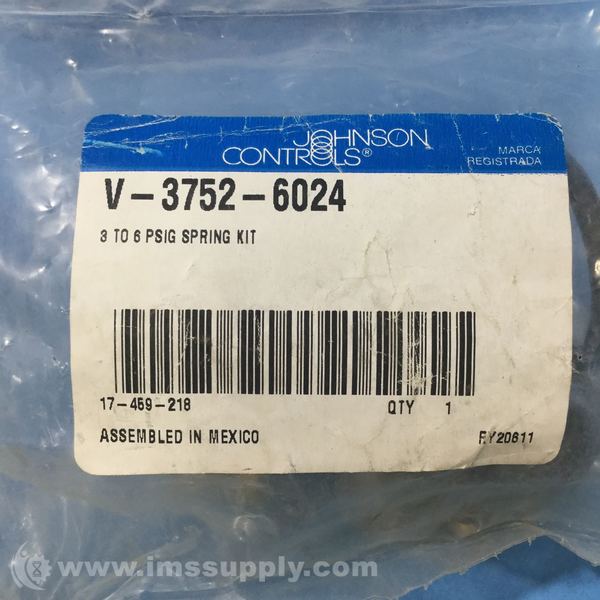 JOHNSON
CONTROLS®
MARCA
REGISTRADA
V-3752-6024
3 TO 6 PSIG SPRING KIT
17-459-218
QTY 1
ASSEMBLED IN MEXICO
RY20611
www.imssupply.com